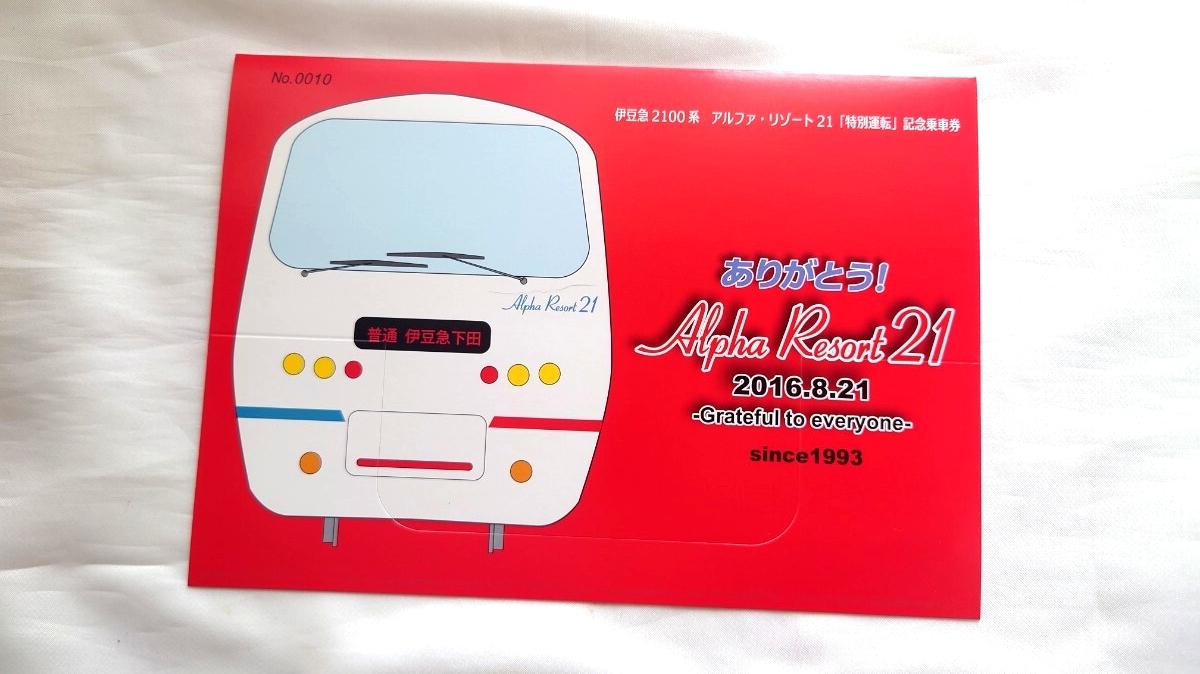 No.0010
伊豆急2100系 アルファ・リゾート21「特別運転」記念乗車券
Alpha Resort 21
普通 伊豆急下田
ありがとう!
Alpha Resort 21
2016.8.21
-Grateful to everyone-
since1993